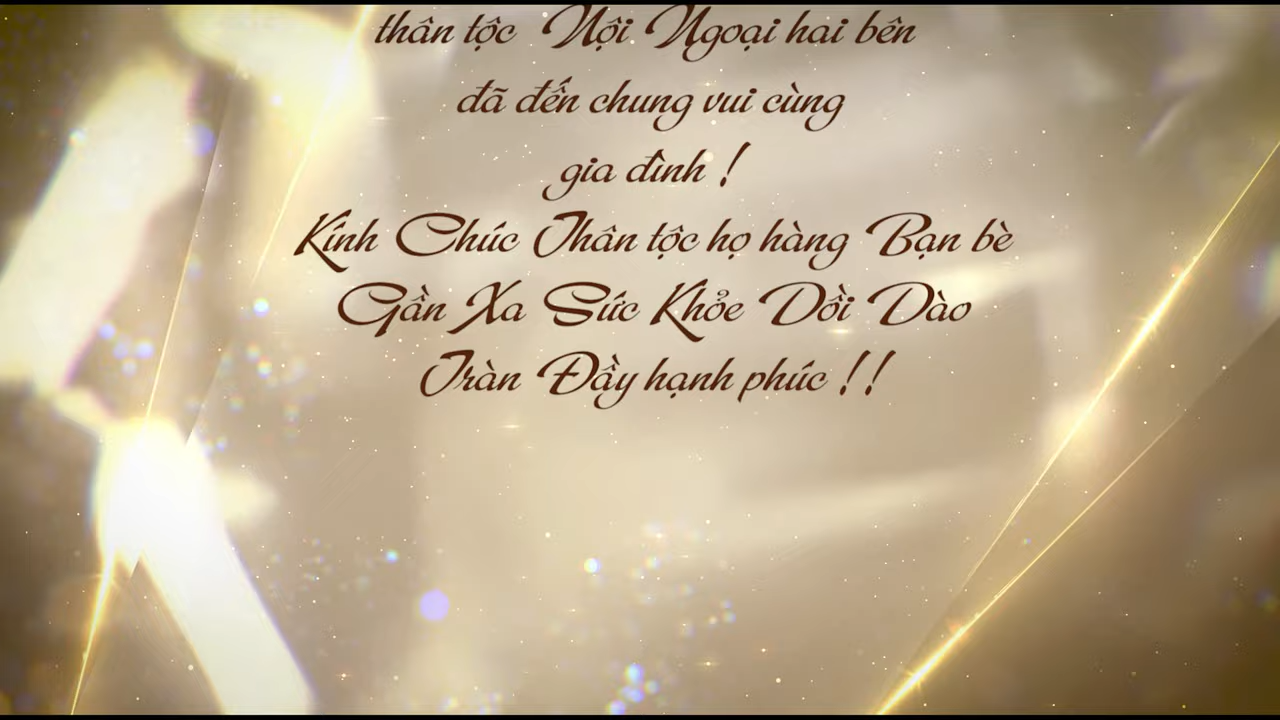 thân tộc Nội Ngoại hai bên
đã đến chung vui cùng
gia đình !
Kính Chúc Thân tộc họ hàng Bạn bè
Gần Xa Sức Khỏe Dồi Dào
Tràn Đầy hạnh phúc ! !